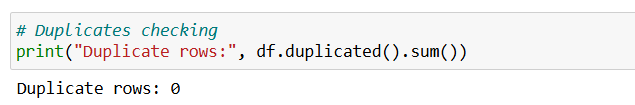 # Duplicates checking
print("Duplicate rows:", df.duplicated().sum())
Duplicate rows: 0